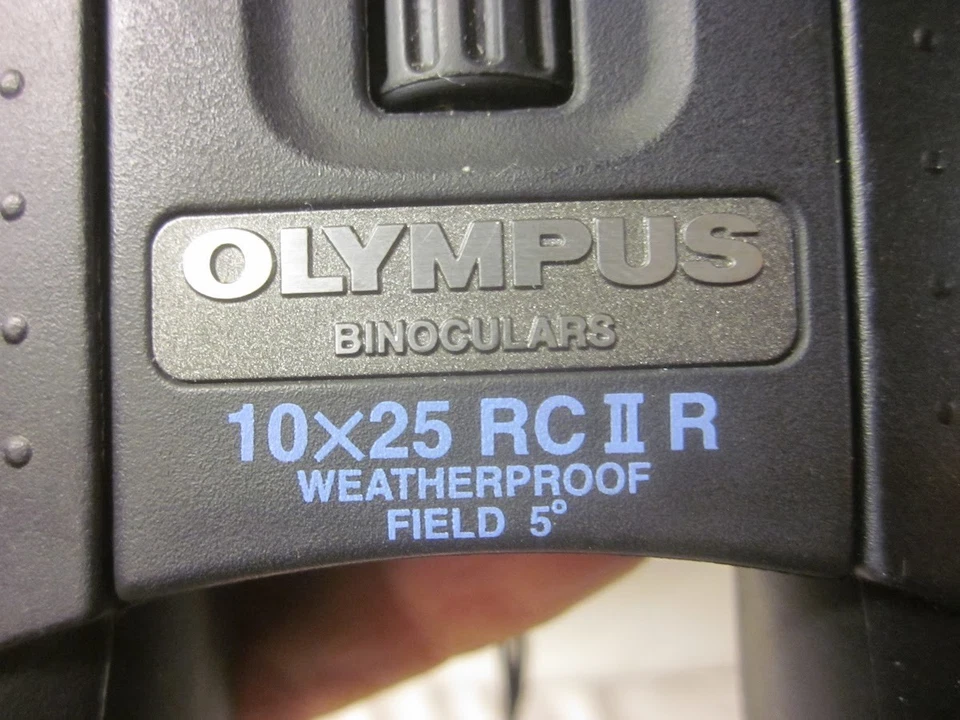 OLYMPUS
BINOCULARS
10×25 RC II R
WEATHERPROOF
FIELD 5°